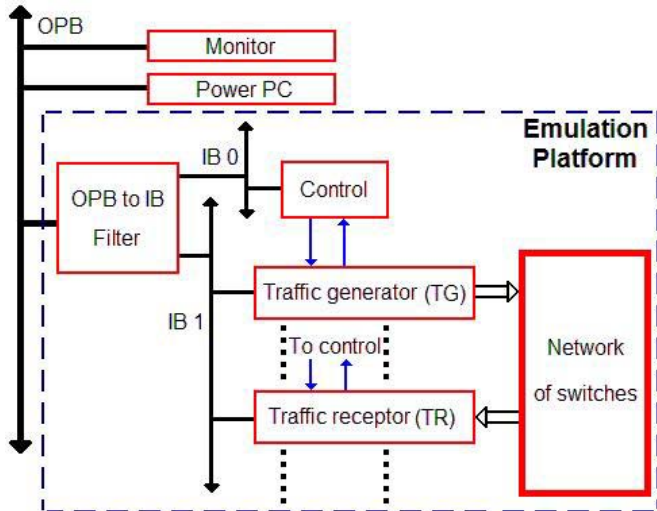 OPB
Monitor
Power PC
Emulation
Platform
IB 0
OPB to IB
Filter
Control
Traffic generator (TG)
IB 1
To control
Network
of switches
Traffic receptor (TR)